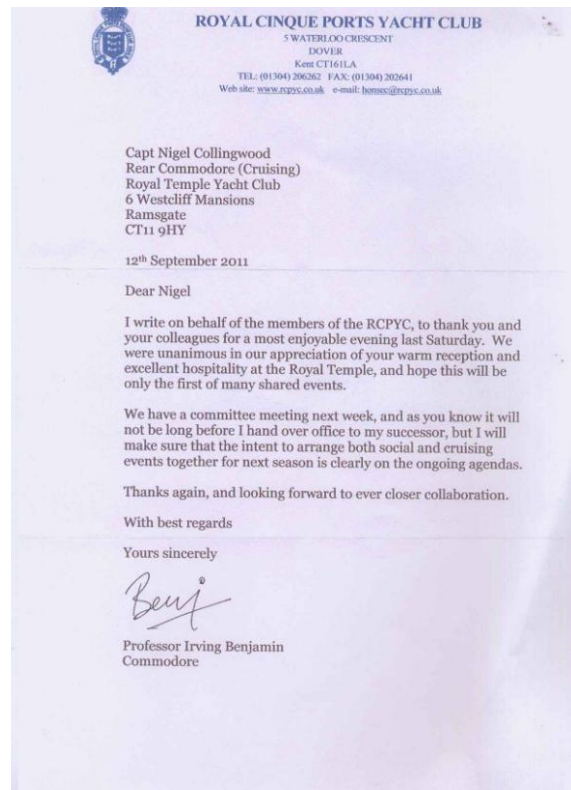 ROYAL CINQUE PORTS YACHT CLUB
5 WATERLOO CRESCENT
DOVER
Kent CT161LA
TEL: (01304) 206262 FAX: (01304) 202641
Web site: www.rcpyc.co.uk e-mail: honsec@rcpyc.co.uk
Capt Nigel Collingwood
Rear Commodore (Cruising)
Royal Temple Yacht Club
6 Westcliff Mansions
Ramsgate
CT11 9HY
12th September 2011
Dear Nigel
I write on behalf of the members of the RCPYC, to thank you and
your colleagues for a most enjoyable evening last Saturday. We
were unanimous in our appreciation of your warm reception and
excellent hospitality at the Royal Temple, and hope this will be
only the first of many shared events.
We have a committee meeting next week, and as you know it will
not be long before I hand over office to my successor, but I will
make sure that the intent to arrange both social and cruising
events together for next season is clearly on the ongoing agendas.
Thanks again, and looking forward to ever closer collaboration.
With best regards
Yours sincerely
Benj
Professor Irving Benjamin
Commodore